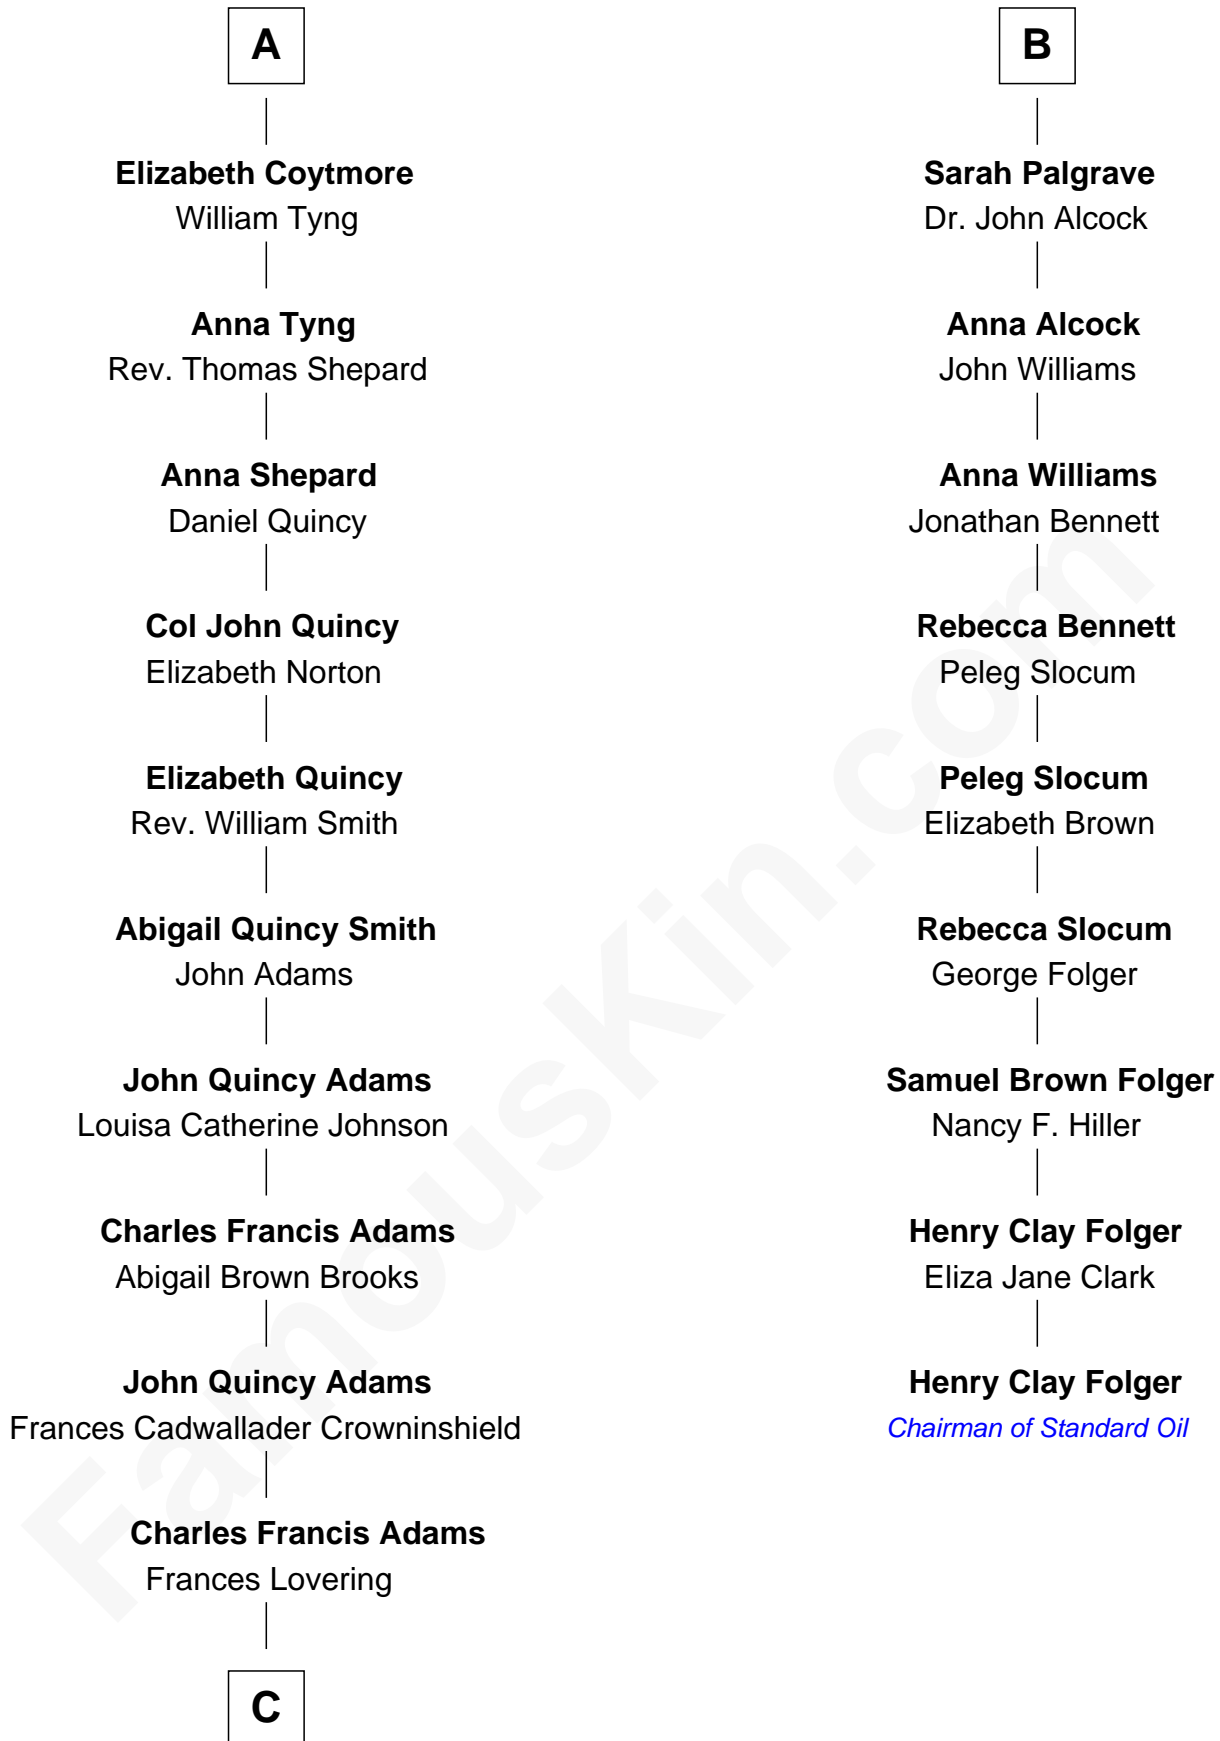 A
Elizabeth Coytmore
William Tyng
Anna Tyng
Rev. Thomas Shepard
Anna Shepard
Daniel Quincy
Col John Quincy
Elizabeth Norton
Elizabeth Quincy
Rev. William Smith
Abigail Quincy Smith
John Adams
John Quincy Adams
Louisa Catherine Johnson
Charles Francis Adams
Abigail Brown Brooks
John Quincy Adams
Frances Cadwallader Crowninshield
Charles Francis Adams
Frances Lovering
C
B
Sarah Palgrave
Dr. John Alcock
Anna Alcock
John Williams
Anna Williams
Jonathan Bennett
Rebecca Bennett
Peleg Slocum
Peleg Slocum
Elizabeth Brown
Rebecca Slocum
George Folger
Samuel Brown Folger
Nancy F. Hiller
Henry Clay Folger
Eliza Jane Clark
Henry Clay Folger
Chairman of Standard Oil
FamousKin.com